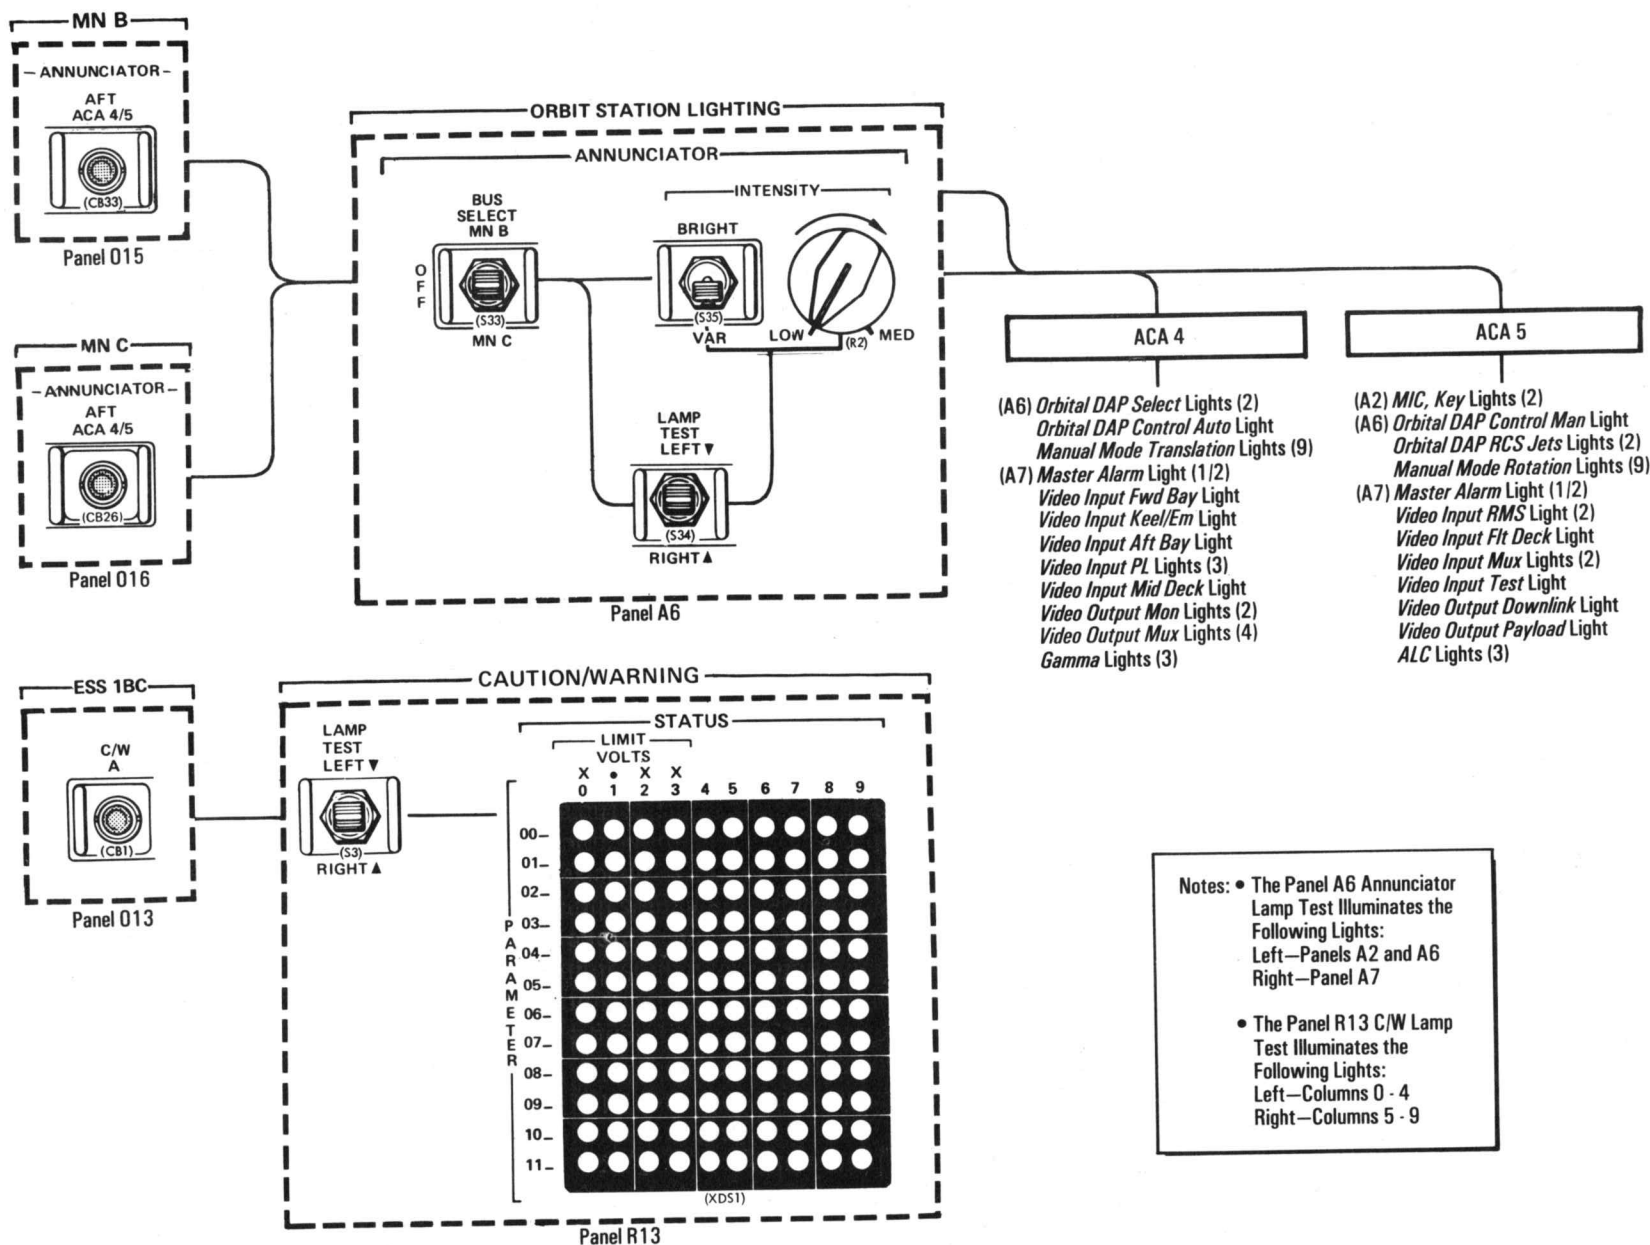 MN B
ANNUNCIATOR
AFT
ACA 4/5
(CB33)
Panel O15
MN C
ANNUNCIATOR
AFT
ACA 4/5
(CB26)
Panel O16
ORBIT STATION LIGHTING
ANNUNCIATOR
BUS
SELECT
MN B
OFF
(S33)
MN C
INTENSITY
BRIGHT
(S35)
VAR
LOW
(R2)
MED
LAMP
TEST
LEFT▼
(S34)
RIGHT▲
Panel A6
ACA 4
(A6) Orbital DAP Select Lights (2)
Orbital DAP Control Auto Light
Manual Mode Translation Lights (9)
(A7) Master Alarm Light (1/2)
Video Input Fwd Bay Light
Video Input Keel/Em Light
Video Input Aft Bay Light
Video Input PL Lights (3)
Video Input Mid Deck Light
Video Output Mon Lights (2)
Video Output Mux Lights (4)
Gamma Lights (3)
ACA 5
(A2) MIC, Key Lights (2)
(A6) Orbital DAP Control Man Light
Orbital DAP RCS Jets Lights (2)
Manual Mode Rotation Lights (9)
(A7) Master Alarm Light (1/2)
Video Input RMS Light (2)
Video Input Flt Deck Light
Video Input Mux Lights (2)
Video Input Test Light
Video Output Downlink Light
Video Output Payload Light
ALC Lights (3)
ESS 1BC
C/W
A
(CB1)
Panel O13
CAUTION/WARNING
LAMP
TEST
LEFT▼
(S3)
RIGHT▲
STATUS
LIMIT
VOLTS
X • X X
0 1 2 3 4 5 6 7 8 9
PARAMETER
00–
01–
02–
03–
04–
05–
06–
07–
08–
09–
10–
11–
(XDS1)
Panel R13
Notes: • The Panel A6 Annunciator
Lamp Test Illuminates the
Following Lights:
Left—Panels A2 and A6
Right—Panel A7
• The Panel R13 C/W Lamp
Test Illuminates the
Following Lights:
Left—Columns 0 - 4
Right—Columns 5 - 9